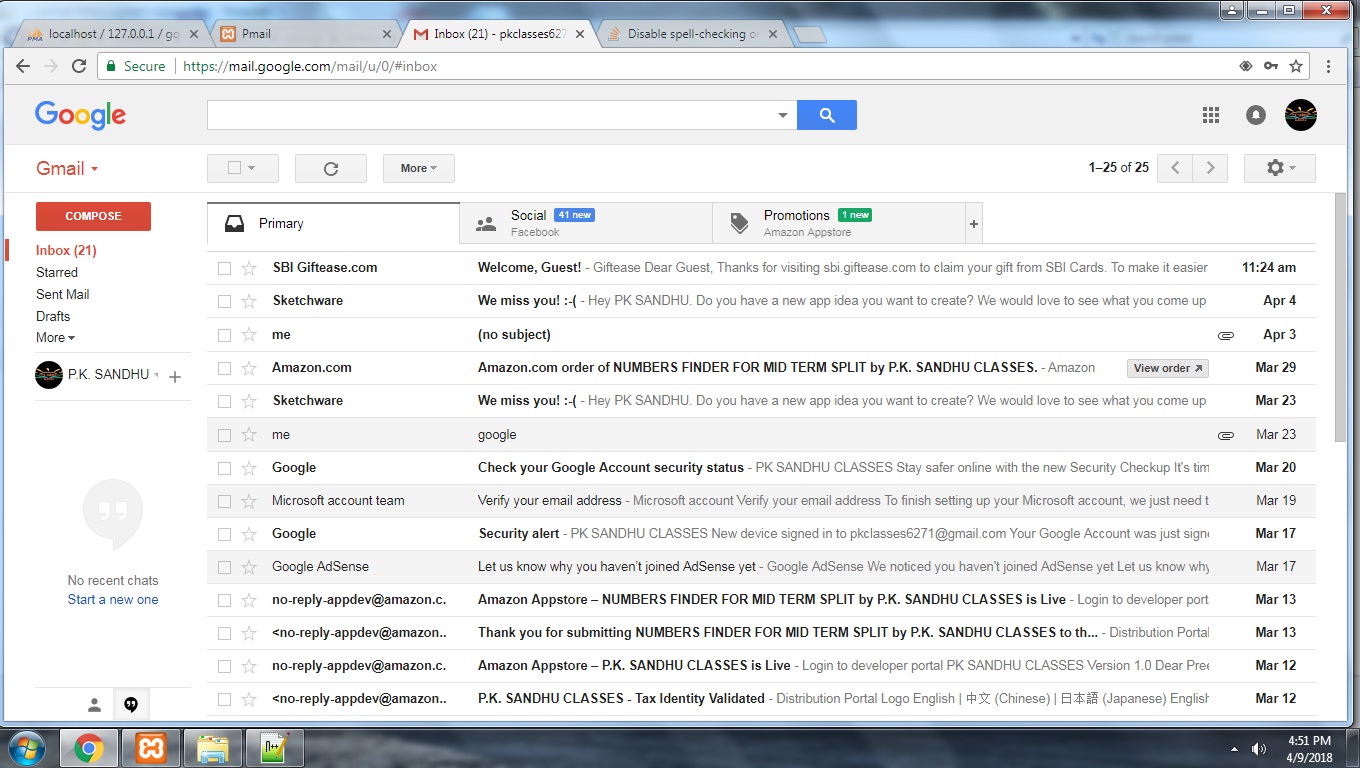 localhost / 127.0.0.1 / go
Pmail
Inbox (21) - pkclasses627
Disable spell-checking o
Secure
https://mail.google.com/mail/u/0/#inbox
Google
Gmail
More
1–25 of 25
COMPOSE
Inbox (21)
Starred
Sent Mail
Drafts
More
P.K. SANDHU
No recent chats
Start a new one
Primary
Social 41 new
Facebook
Promotions 1 new
Amazon Appstore
+
SBI Giftease.com Welcome, Guest! - Giftease Dear Guest, Thanks for visiting sbi.giftease.com to claim your gift from SBI Cards. To make it easier 11:24 am
Sketchware We miss you! :-( - Hey PK SANDHU. Do you have a new app idea you want to create? We would love to see what you come up Apr 4
me (no subject) Apr 3
Amazon.com Amazon.com order of NUMBERS FINDER FOR MID TERM SPLIT by P.K. SANDHU CLASSES. - Amazon View order Mar 29
Sketchware We miss you! :-( - Hey PK SANDHU. Do you have a new app idea you want to create? We would love to see what you come up Mar 23
me google Mar 23
Google Check your Google Account security status - PK SANDHU CLASSES Stay safer online with the new Security Checkup It's tim Mar 20
Microsoft account team Verify your email address - Microsoft account Verify your email address To finish setting up your Microsoft account, we just need t Mar 19
Google Security alert - PK SANDHU CLASSES New device signed in to pkclasses6271@gmail.com Your Google Account was just signe Mar 17
Google AdSense Let us know why you haven't joined AdSense yet - Google AdSense We noticed you haven't joined AdSense yet Let us know why Mar 17
no-reply-appdev@amazon.c. Amazon Appstore – NUMBERS FINDER FOR MID TERM SPLIT by P.K. SANDHU CLASSES is Live - Login to developer port Mar 13
<no-reply-appdev@amazon.. Thank you for submitting NUMBERS FINDER FOR MID TERM SPLIT by P.K. SANDHU CLASSES to th... - Distribution Portal Mar 13
no-reply-appdev@amazon.c. Amazon Appstore – P.K. SANDHU CLASSES is Live - Login to developer portal PK SANDHU CLASSES Version 1.0 Dear Pree Mar 12
<no-reply-appdev@amazon.. P.K. SANDHU CLASSES - Tax Identity Validated - Distribution Portal Logo English | 中文 (Chinese) | 日本語 (Japanese) English Mar 12
4:51 PM
4/9/2018